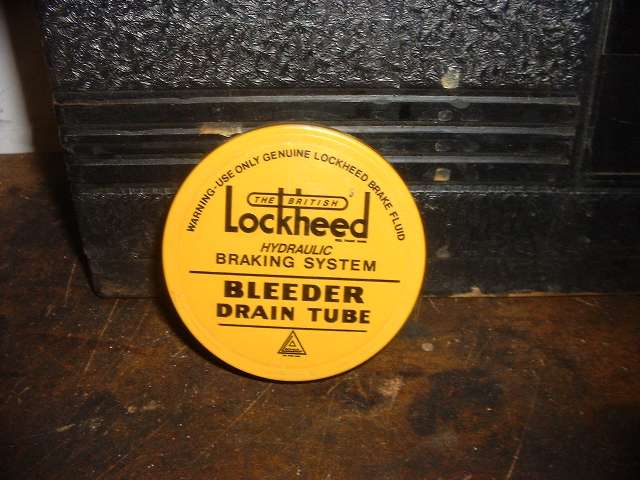 WARNING-USE ONLY GENUINE LOCKHEED BRAKE FLUID
THE BRITISH
Lockheed
HYDRAULIC
BRAKING SYSTEM
BLEEDER
DRAIN TUBE